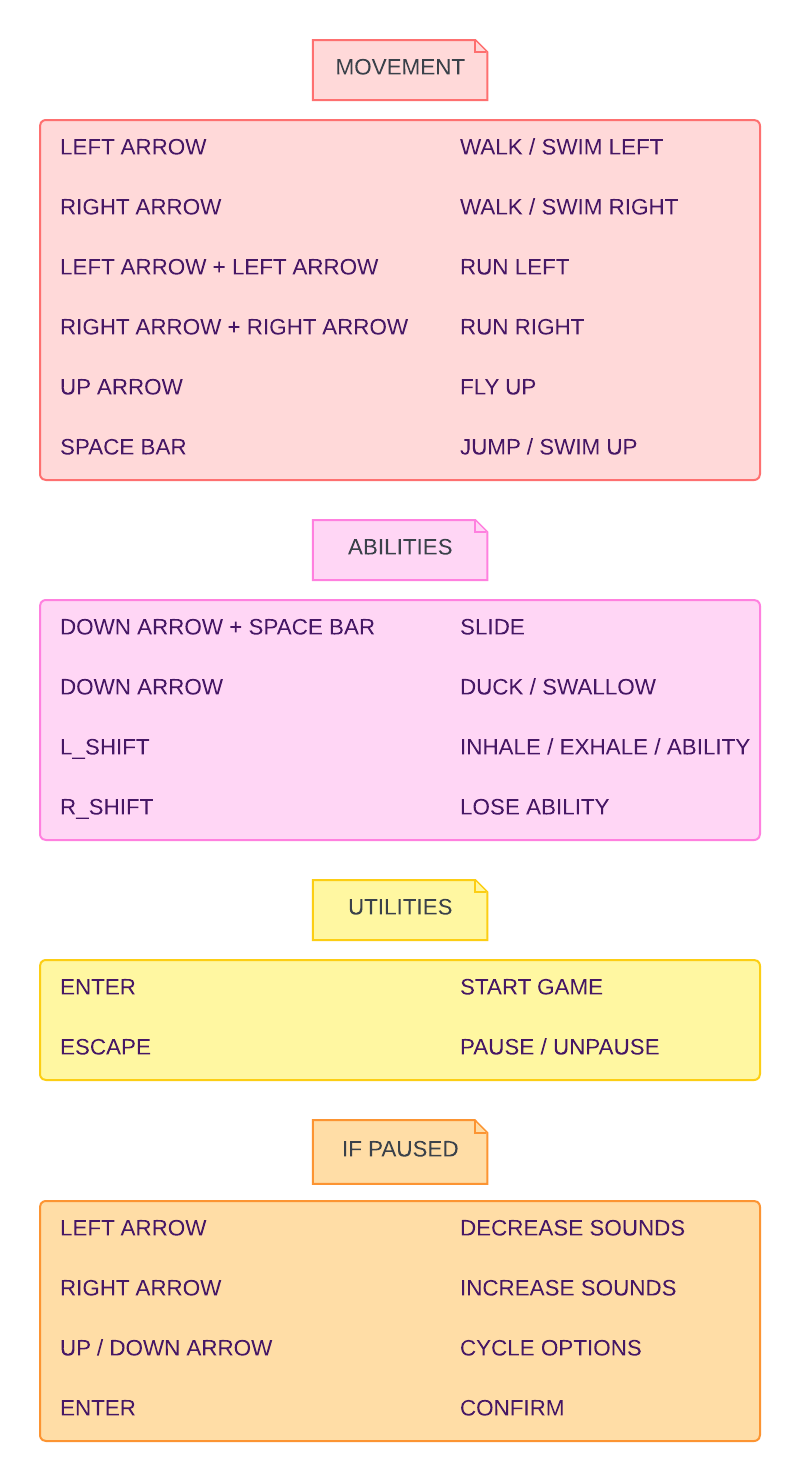 MOVEMENT
LEFT ARROW WALK / SWIM LEFT
RIGHT ARROW WALK / SWIM RIGHT
LEFT ARROW + LEFT ARROW RUN LEFT
RIGHT ARROW + RIGHT ARROW RUN RIGHT
UP ARROW FLY UP
SPACE BAR JUMP / SWIM UP
ABILITIES
DOWN ARROW + SPACE BAR SLIDE
DOWN ARROW DUCK / SWALLOW
L_SHIFT INHALE / EXHALE / ABILITY
R_SHIFT LOSE ABILITY
UTILITIES
ENTER START GAME
ESCAPE PAUSE / UNPAUSE
IF PAUSED
LEFT ARROW DECREASE SOUNDS
RIGHT ARROW INCREASE SOUNDS
UP / DOWN ARROW CYCLE OPTIONS
ENTER CONFIRM